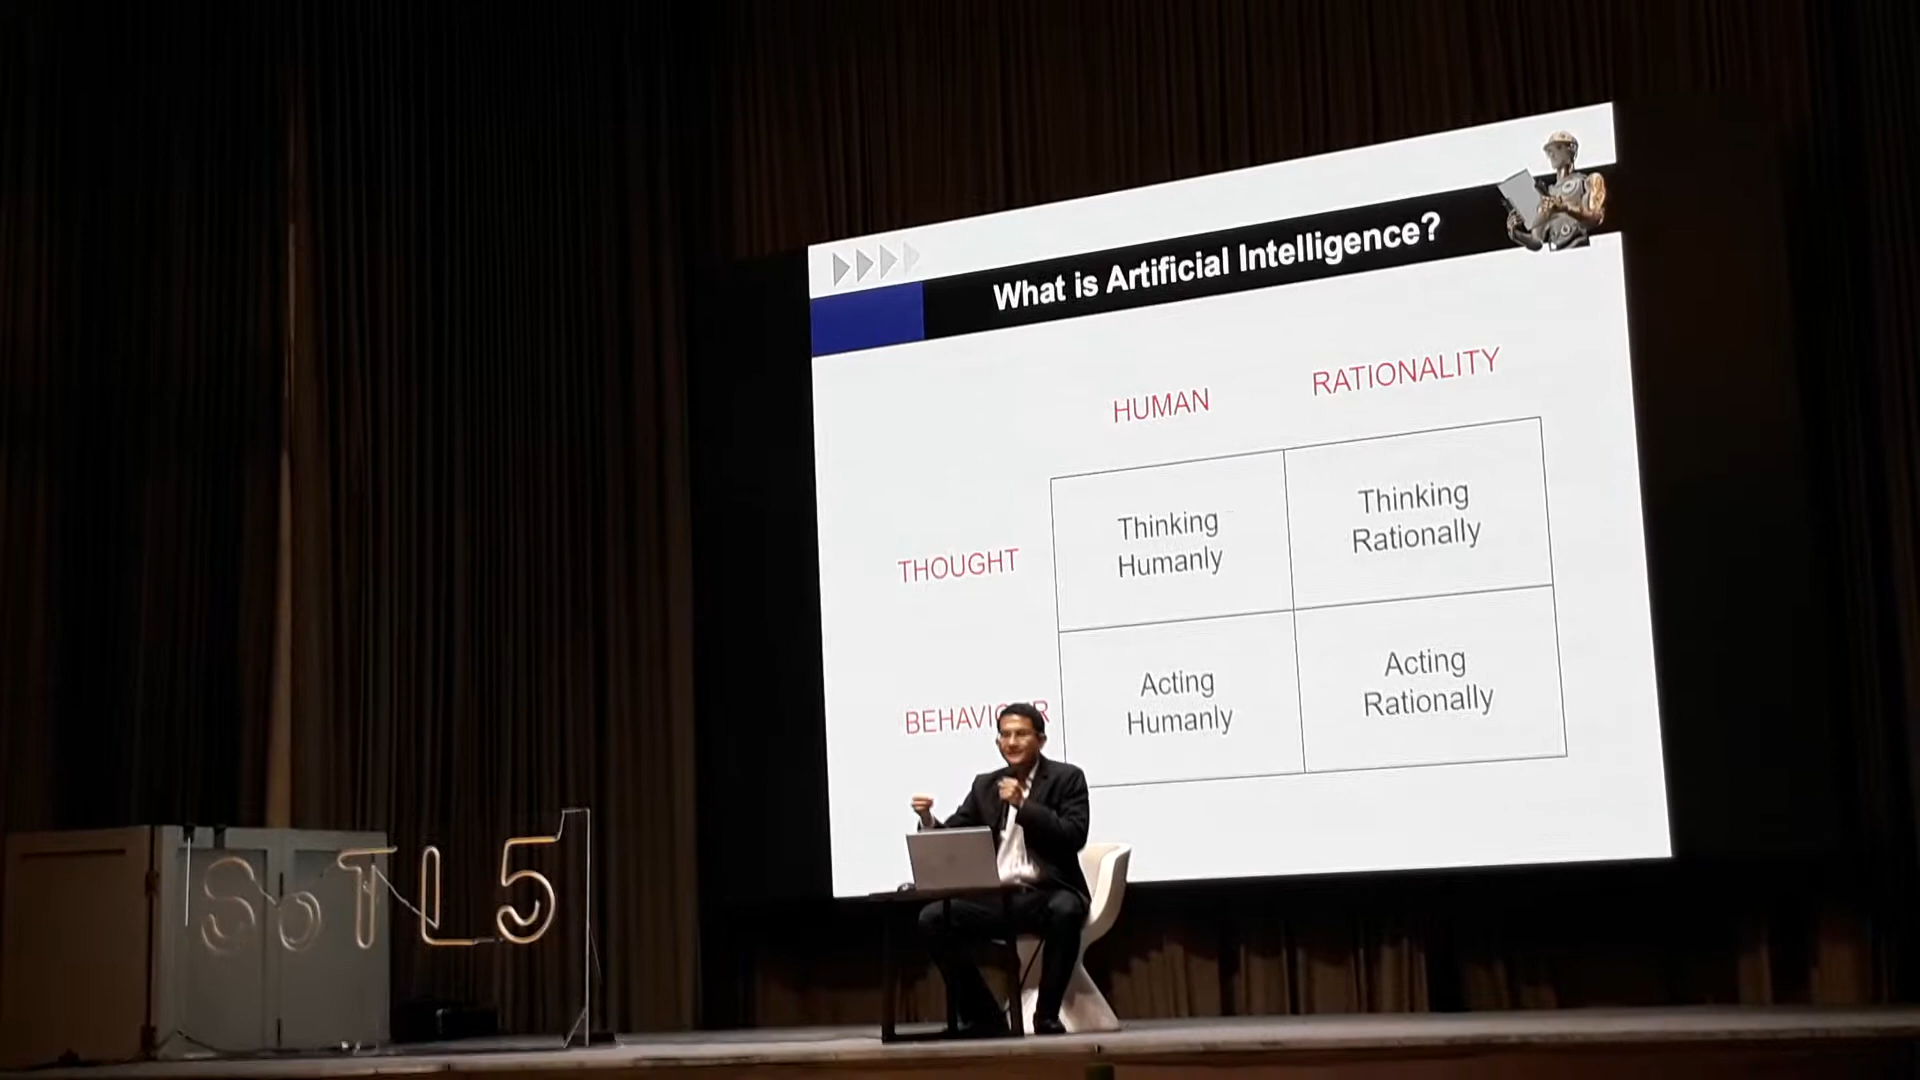 What is Artificial Intelligence?
HUMAN
RATIONALITY
THOUGHT
Thinking
Humanly
Thinking
Rationally
Acting
Humanly
Acting
Rationally
SoTL5